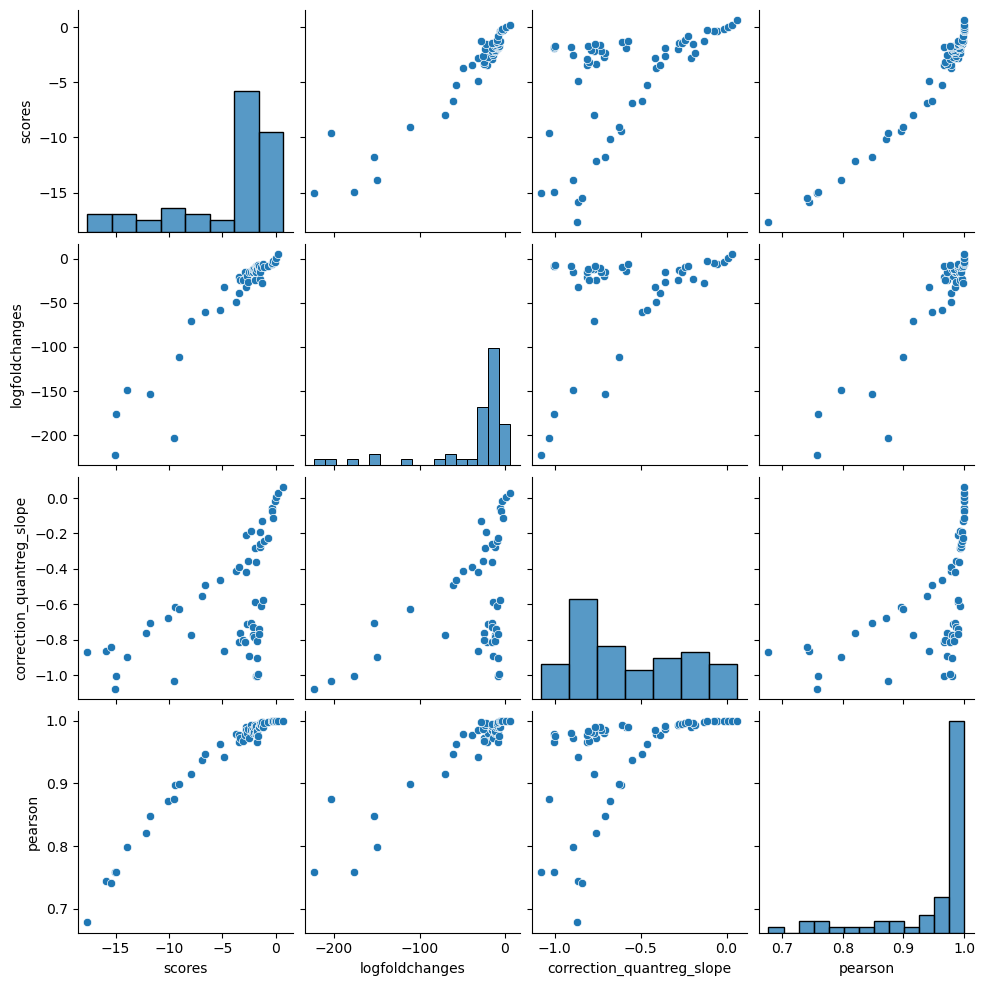 scores
0
−5
−10
−15
logfoldchanges
0
−50
−100
−150
−200
correction_quantreg_slope
0.0
−0.2
−0.4
−0.6
−0.8
−1.0
pearson
1.0
0.9
0.8
0.7
−15 −10 −5 0
−200 −100 0
−1.0 −0.5 0.0
0.7 0.8 0.9 1.0
scores
logfoldchanges
correction_quantreg_slope
pearson